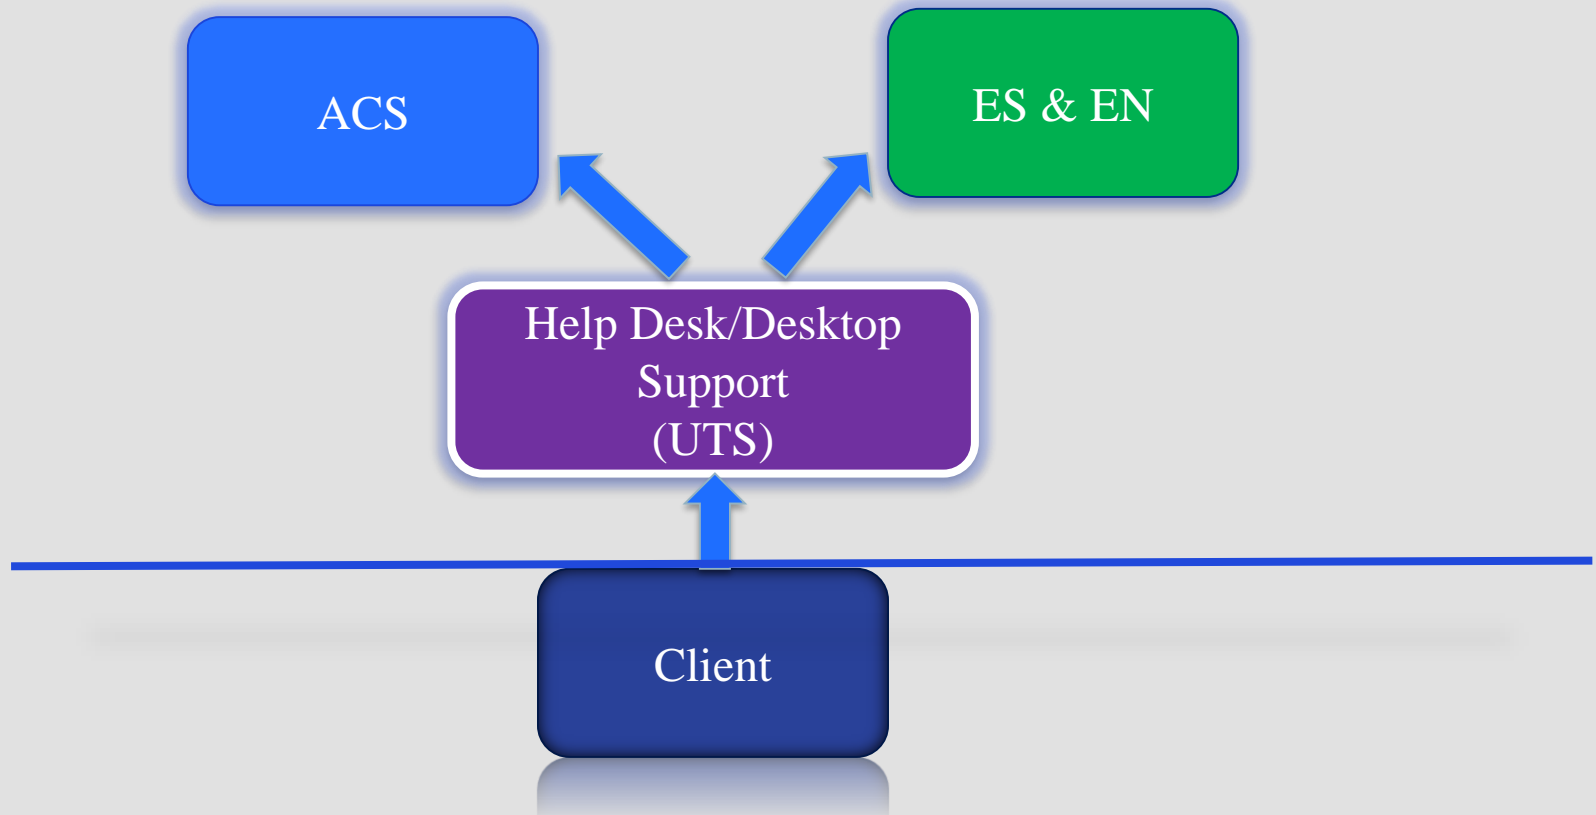 ACS
ES & EN
Help Desk/Desktop
Support
(UTS)
Client